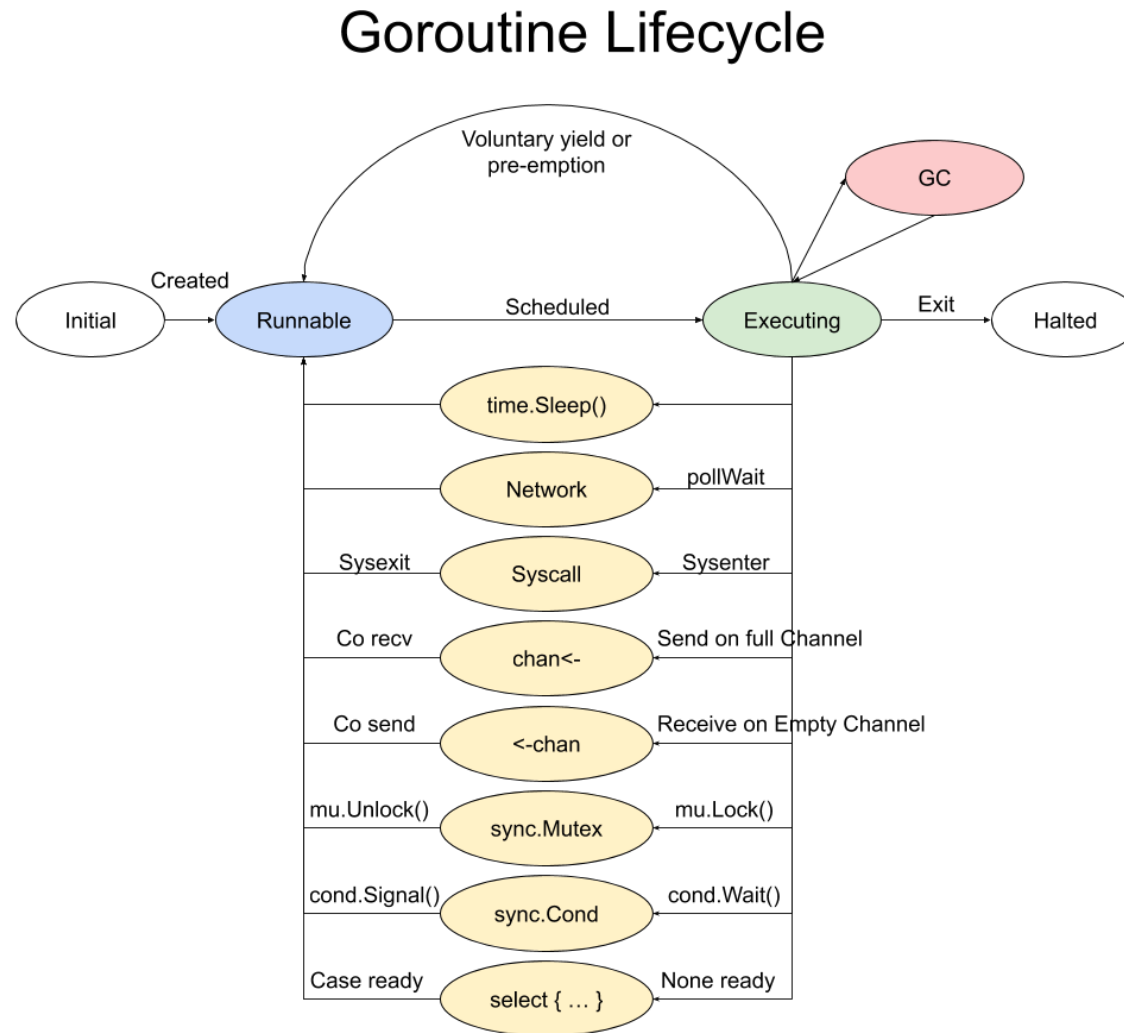 Goroutine Lifecycle
Voluntary yield or
pre-emption
GC
Created
Initial
Runnable
Scheduled
Executing
Exit
Halted
time.Sleep()
Network
pollWait
Sysexit
Syscall
Sysenter
Co recv
chan<-
Send on full Channel
Co send
<-chan
Receive on Empty Channel
mu.Unlock()
sync.Mutex
mu.Lock()
cond.Signal()
sync.Cond
cond.Wait()
Case ready
select { … }
None ready